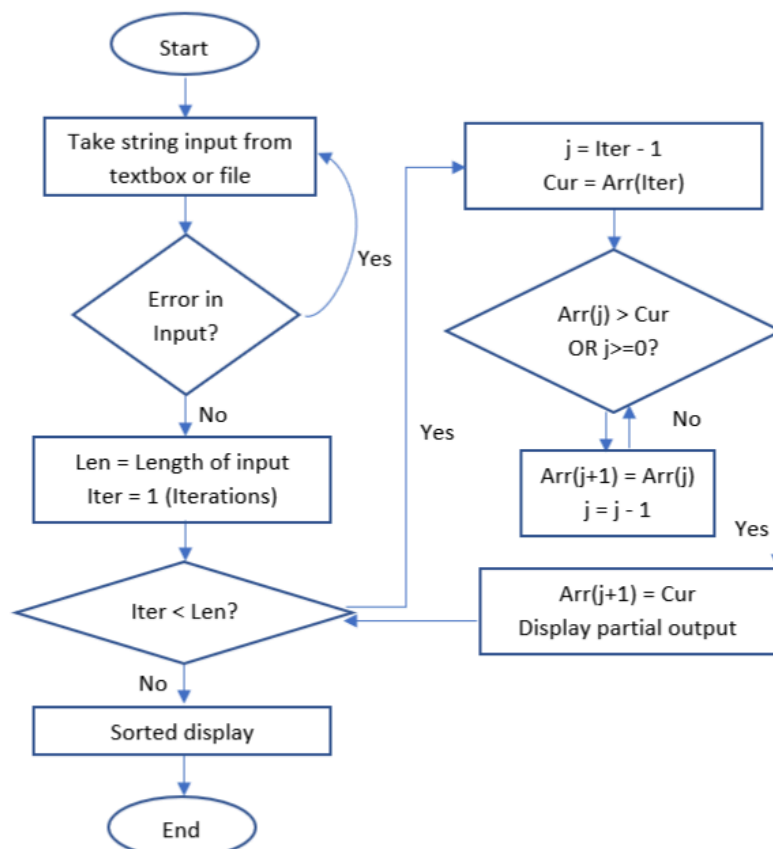 Start
Take string input from
textbox or file
Yes
Error in
Input?
No
Len = Length of input
Iter = 1 (Iterations)
Iter < Len?
Yes
No
Sorted display
End
j = Iter - 1
Cur = Arr(Iter)
Arr(j) > Cur
OR j>=0?
No
Arr(j+1) = Arr(j)
j = j - 1
Yes
Arr(j+1) = Cur
Display partial output